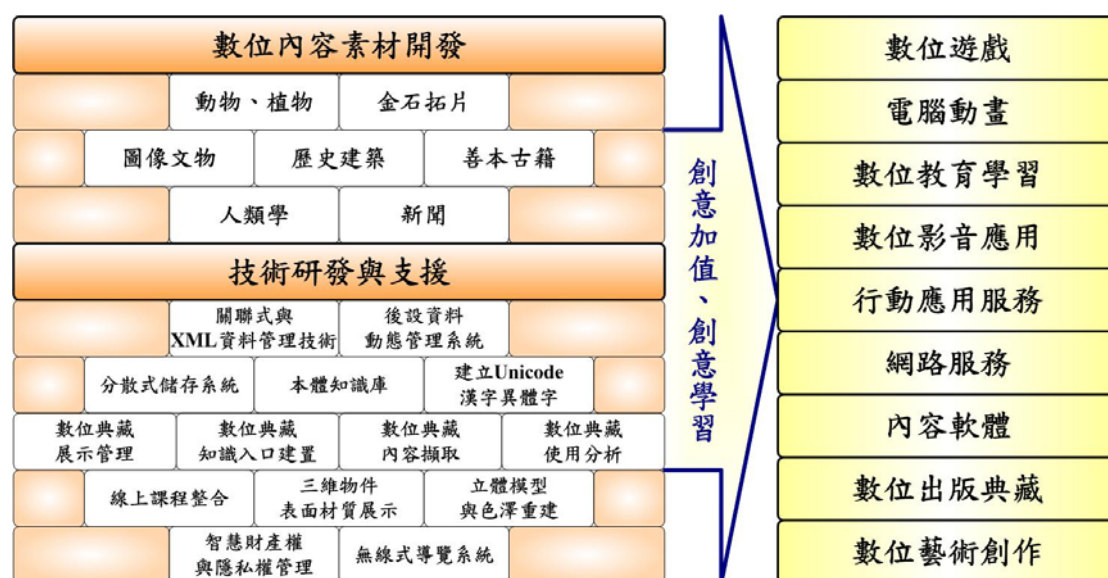 數位內容素材開發
動物、植物
金石拓片
圖像文物
歷史建築
善本古籍
人類學
新聞
技術研發與支援
關聯式與
XML資料管理技術
後設資料
動態管理系統
分散式儲存系統
本體知識庫
建立Unicode
漢字異體字
數位典藏
展示管理
數位典藏
知識入口建置
數位典藏
內容擷取
數位典藏
使用分析
線上課程整合
三維物件
表面材質展示
立體模型
與色澤重建
智慧財產權
與隱私權管理
無線式導覽系統
創意加值、創意學習
數位遊戲
電腦動畫
數位教育學習
數位影音應用
行動應用服務
網路服務
內容軟體
數位出版典藏
數位藝術創作